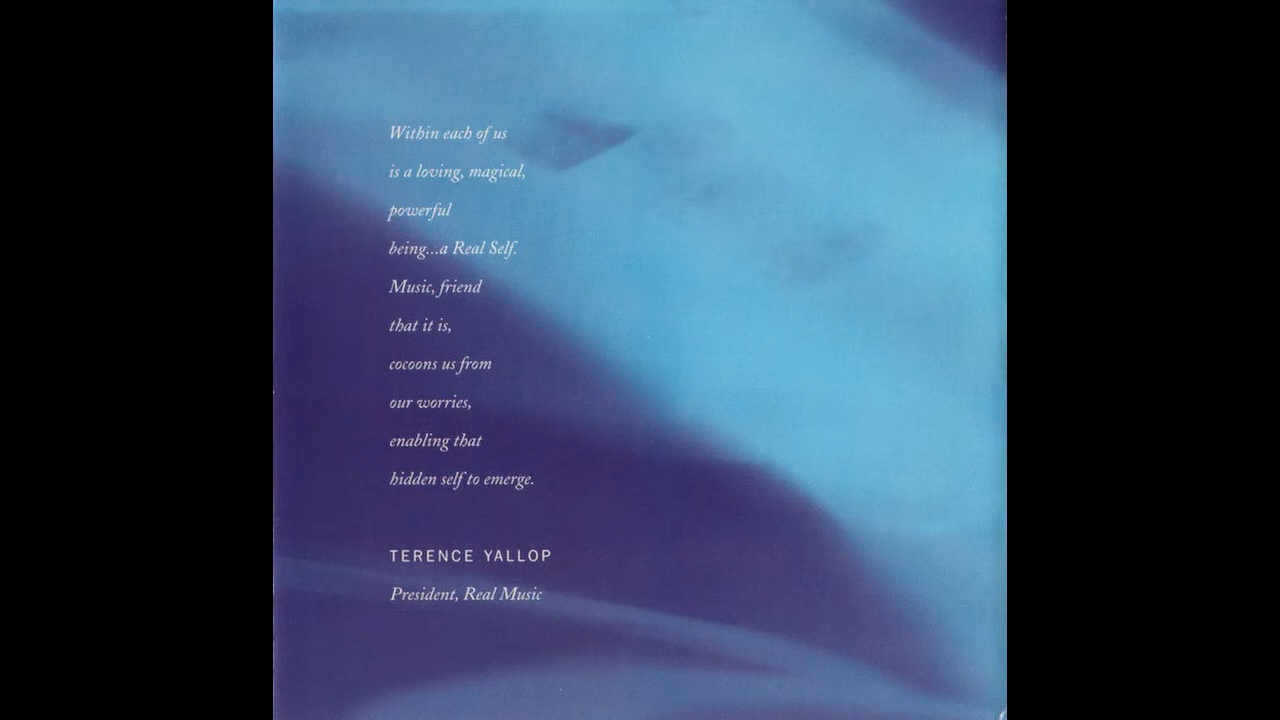 Within each of us
is a loving, magical,
powerful
being...a Real Self.
Music, friend
that it is,
cocoons us from
our worries,
enabling that
hidden self to emerge.
TERENCE YALLOP
President, Real Music